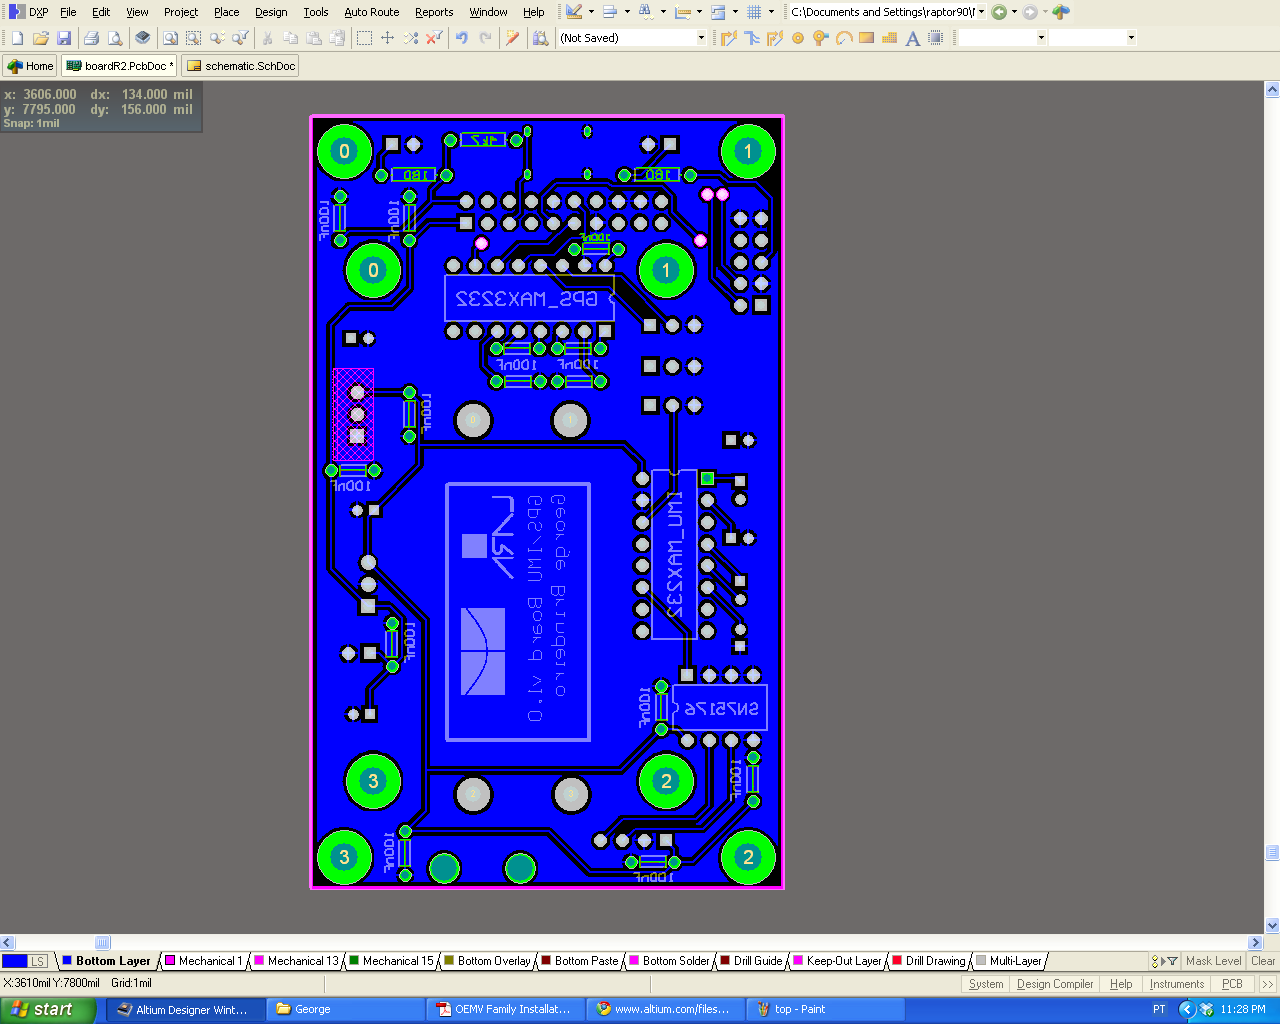 DXP File Edit View Project Place Design Tools Auto Route Reports Window Help C:\Documents and Settings\raptor90\
(Not Saved)
Home boardR2.PcbDoc * schematic.SchDoc
x: 3606.000 dx: 134.000 mil
y: 7795.000 dy: 156.000 mil
Snap: 1mil
0 1
4k7
180 180
100nF 100nF
100nF
0 1
GPS_MAX3232
100nF 100nF
100nF
0 1
100nF
IMU_MAX232
George Bringeiro
GPS/IMU Board v1.0
100nF
100nF
SN75176
100nF
3 2
2 3
100nF
3 2
100nF
LS Bottom Layer Mechanical 1 Mechanical 13 Mechanical 15 Bottom Overlay Bottom Paste Bottom Solder Drill Guide Keep-Out Layer Drill Drawing Multi-Layer Mask Level Clear
X:3610mil Y:7800mil Grid:1mil System Design Compiler Help Instruments PCB >>
start Altium Designer Wint... George OEMV Family Installat... www.altium.com/files... top - Paint PT 11:28 PM